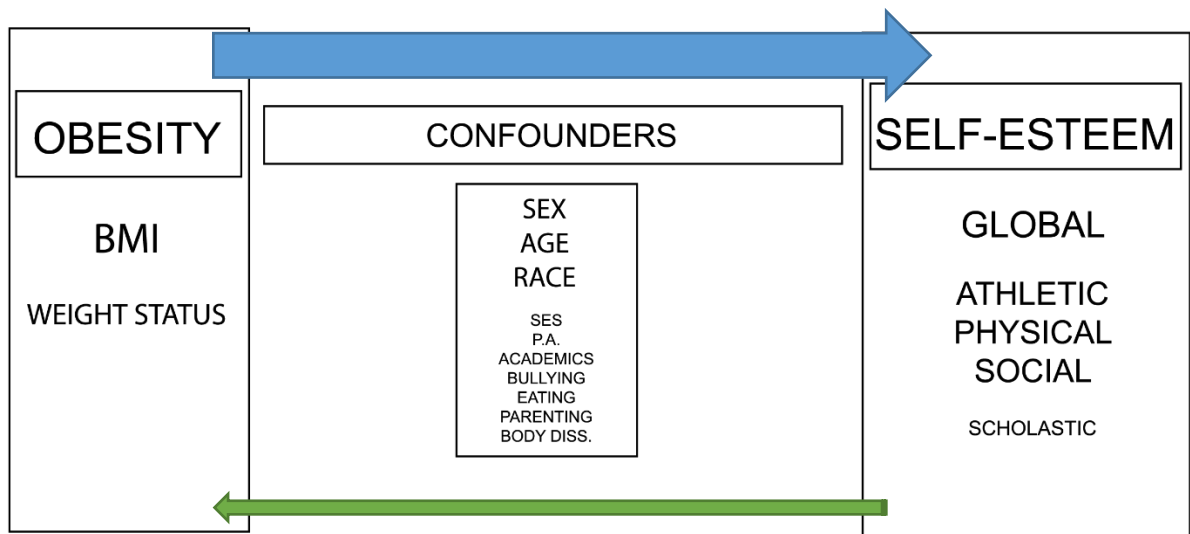 OBESITY
BMI
WEIGHT STATUS
CONFOUNDERS
SEX
AGE
RACE
SES
P.A.
ACADEMICS
BULLYING
EATING
PARENTING
BODY DISS.
SELF-ESTEEM
GLOBAL
ATHLETIC
PHYSICAL
SOCIAL
SCHOLASTIC